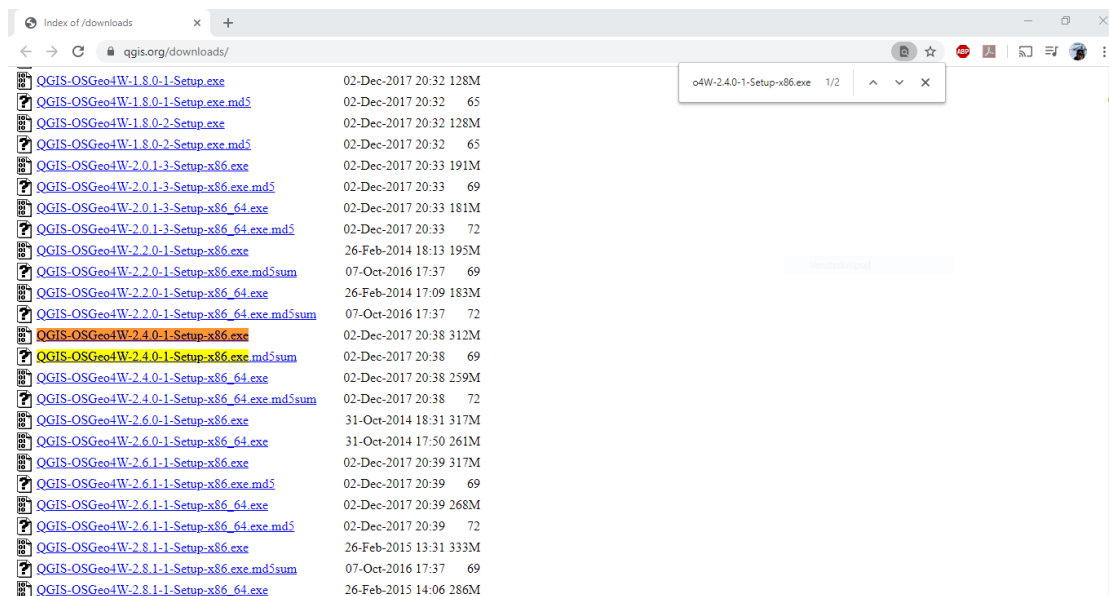 Index of /downloads
qgis.org/downloads/
ABP
o4W-2.4.0-1-Setup-x86.exe 1/2
QGIS-OSGeo4W-1.8.0-1-Setup.exe 02-Dec-2017 20:32 128M
QGIS-OSGeo4W-1.8.0-1-Setup.exe.md5 02-Dec-2017 20:32 65
QGIS-OSGeo4W-1.8.0-2-Setup.exe 02-Dec-2017 20:32 128M
QGIS-OSGeo4W-1.8.0-2-Setup.exe.md5 02-Dec-2017 20:32 65
QGIS-OSGeo4W-2.0.1-3-Setup-x86.exe 02-Dec-2017 20:33 191M
QGIS-OSGeo4W-2.0.1-3-Setup-x86.exe.md5 02-Dec-2017 20:33 69
QGIS-OSGeo4W-2.0.1-3-Setup-x86_64.exe 02-Dec-2017 20:33 181M
QGIS-OSGeo4W-2.0.1-3-Setup-x86_64.exe.md5 02-Dec-2017 20:33 72
QGIS-OSGeo4W-2.2.0-1-Setup-x86.exe 26-Feb-2014 18:13 195M
QGIS-OSGeo4W-2.2.0-1-Setup-x86.exe.md5sum 07-Oct-2016 17:37 69
QGIS-OSGeo4W-2.2.0-1-Setup-x86_64.exe 26-Feb-2014 17:09 183M
QGIS-OSGeo4W-2.2.0-1-Setup-x86_64.exe.md5sum 07-Oct-2016 17:37 72
QGIS-OSGeo4W-2.4.0-1-Setup-x86.exe 02-Dec-2017 20:38 312M
QGIS-OSGeo4W-2.4.0-1-Setup-x86.exe.md5sum 02-Dec-2017 20:38 69
QGIS-OSGeo4W-2.4.0-1-Setup-x86_64.exe 02-Dec-2017 20:38 259M
QGIS-OSGeo4W-2.4.0-1-Setup-x86_64.exe.md5sum 02-Dec-2017 20:38 72
QGIS-OSGeo4W-2.6.0-1-Setup-x86.exe 31-Oct-2014 18:31 317M
QGIS-OSGeo4W-2.6.0-1-Setup-x86_64.exe 31-Oct-2014 17:50 261M
QGIS-OSGeo4W-2.6.1-1-Setup-x86.exe 02-Dec-2017 20:39 317M
QGIS-OSGeo4W-2.6.1-1-Setup-x86.exe.md5 02-Dec-2017 20:39 69
QGIS-OSGeo4W-2.6.1-1-Setup-x86_64.exe 02-Dec-2017 20:39 268M
QGIS-OSGeo4W-2.6.1-1-Setup-x86_64.exe.md5 02-Dec-2017 20:39 72
QGIS-OSGeo4W-2.8.1-1-Setup-x86.exe 26-Feb-2015 13:31 333M
QGIS-OSGeo4W-2.8.1-1-Setup-x86.exe.md5sum 07-Oct-2016 17:37 69
QGIS-OSGeo4W-2.8.1-1-Setup-x86_64.exe 26-Feb-2015 14:06 286M